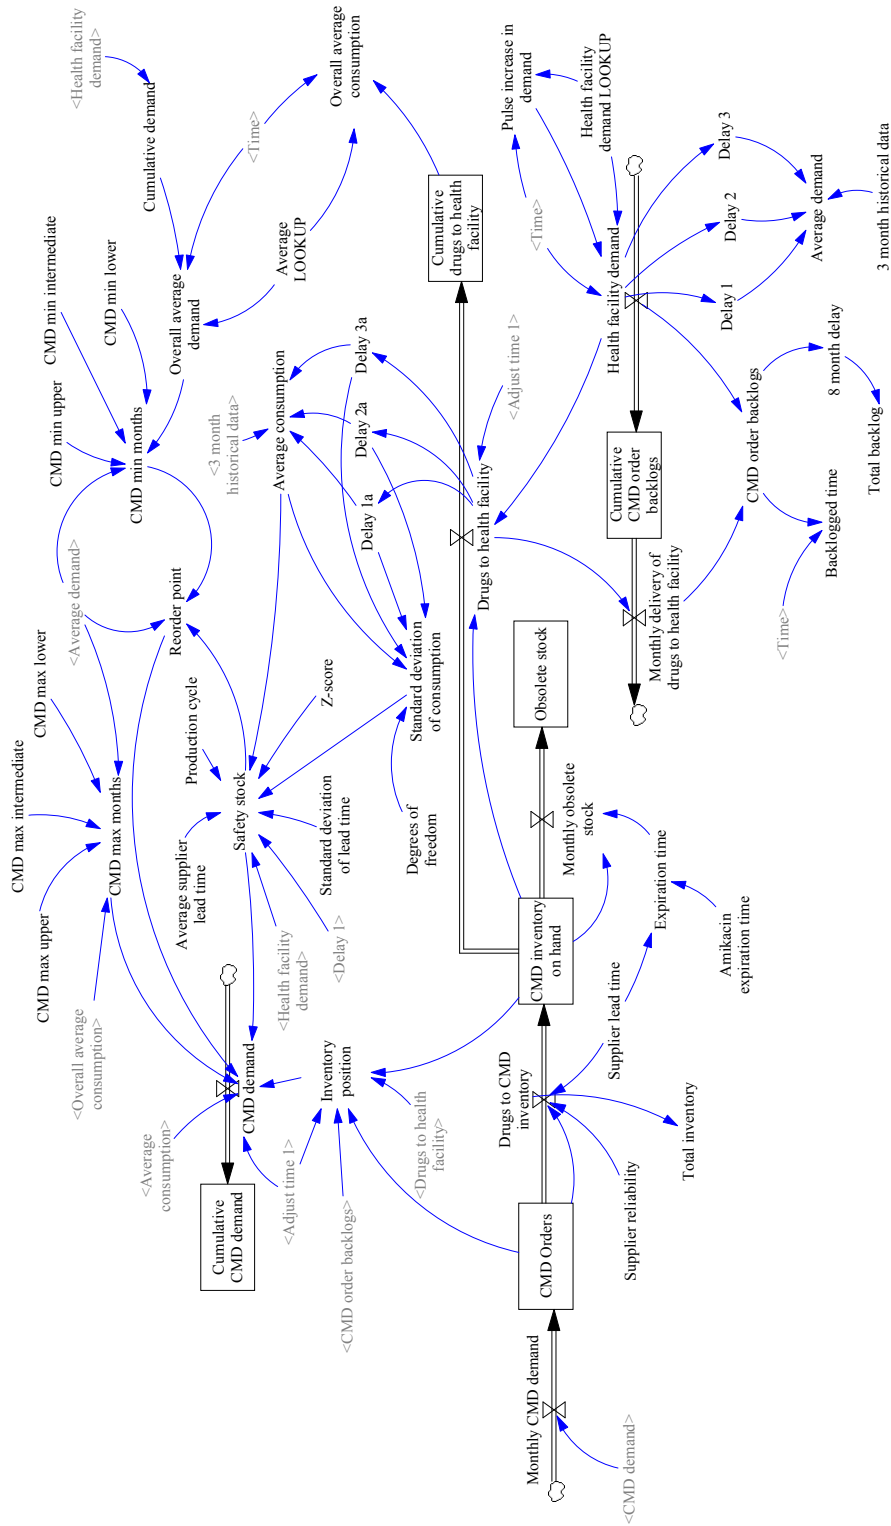 <Health facility
demand>
Cumulative demand
<Time>
Overall average
consumption
Average
LOOKUP
Overall average
demand
CMD min intermediate
CMD min lower
CMD min upper
CMD min months
<Average demand>
Reorder point
CMD max lower
CMD max intermediate
CMD max upper
CMD max months
<Overall average
consumption>
Production cycle
Z-score
Safety stock
Average supplier
lead time
Standard deviation
of lead time
<Delay 1>
<Health facility
demand>
CMD demand
<Average
consumption>
Cumulative
CMD demand
<Adjust time 1>
Inventory
position
<CMD order backlogs>
<Drugs to health
facility>
Average consumption
<3 month
historical data>
Delay 3a
Delay 2a
Delay 1a
Standard deviation
of consumption
Degrees of
freedom
Cumulative
drugs to health
facility
Drugs to health facility
<Adjust time 1>
Monthly CMD demand
<CMD demand>
CMD Orders
Drugs to CMD
inventory
Supplier reliability
Total inventory
Supplier lead time
CMD inventory
on hand
Monthly obsolete
stock
Obsolete stock
Expiration time
Amikacin
expiration time
Pulse increase in
demand
Health facility
demand LOOKUP
<Time>
Health facility demand
Delay 3
Delay 2
Delay 1
Average demand
3 month historical data
Cumulative
CMD order
backlogs
Monthly delivery of
drugs to health facility
CMD order backlogs
8 month delay
Total backlog
Backlogged time
<Time>